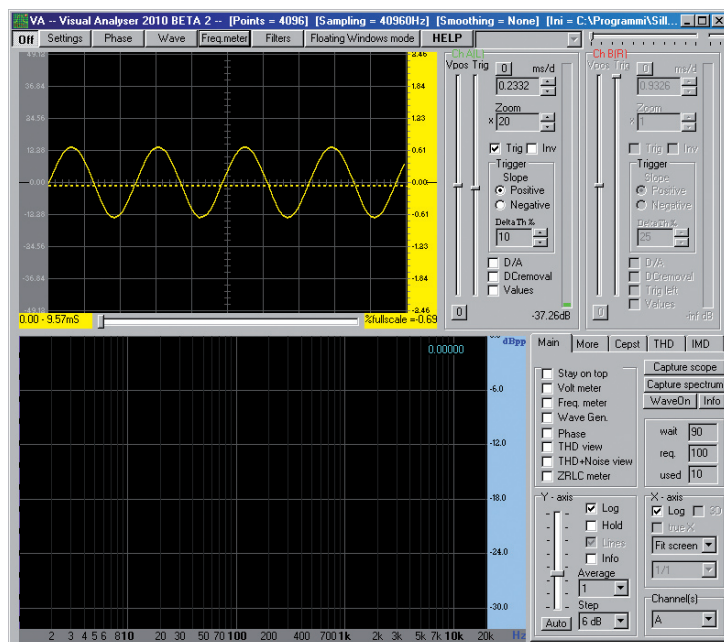 VA -- Visual Analyser 2010 BETA 2 -- [Points = 4096] [Sampling = 40960Hz] [Smoothing = None] [Ini = C:\Programmi\Sill...
Off Settings Phase Wave Freq.meter Filters Floating Windows mode HELP
49.10 2.46
36.84 1.84
24.56 1.23
12.28 0.61
0.00 0.00
-12.28 -0.61
-24.56 -1.23
-36.84 -1.84
-49.10 -2.46
0.00 - 9.57mS %fullscale =-0.69
Ch A(L)
Vpos Trig 0 ms/d
0.2332
Zoom
x 20
Trig Inv
Trigger
Slope
Positive
Negative
DeltaTh %
10
D/A
DCremoval
Values
0 -37.26dB
Ch B(R)
Vpos Trig 0 ms/d
0.9326
Zoom
x 1
Trig Inv
Trigger
Slope
Positive
Negative
DeltaTh %
25
D/A
DCremoval
Trig left
Values
0 -inf dB
0.00000 dBpp
-6.0
-12.0
-18.0
-24.0
-30.0
2 3 4 5 6 8 10 20 30 50 70 100 200 400 1k 2k 3k 5k 7k 10k 20k Hz
Main More Cepst THD IMD
Stay on top
Volt meter
Freq. meter
Wave Gen.
Phase
THD view
THD+Noise view
ZRLC meter
Capture scope
Capture spectrum
WaveOn Info
wait 90
req. 100
used 10
Y - axis
Log
Hold
Lines
Info
Average
1
Step
Auto 6 dB
X - axis
Log 3D
true X
Fit screen
1/1
Channel(s)
A